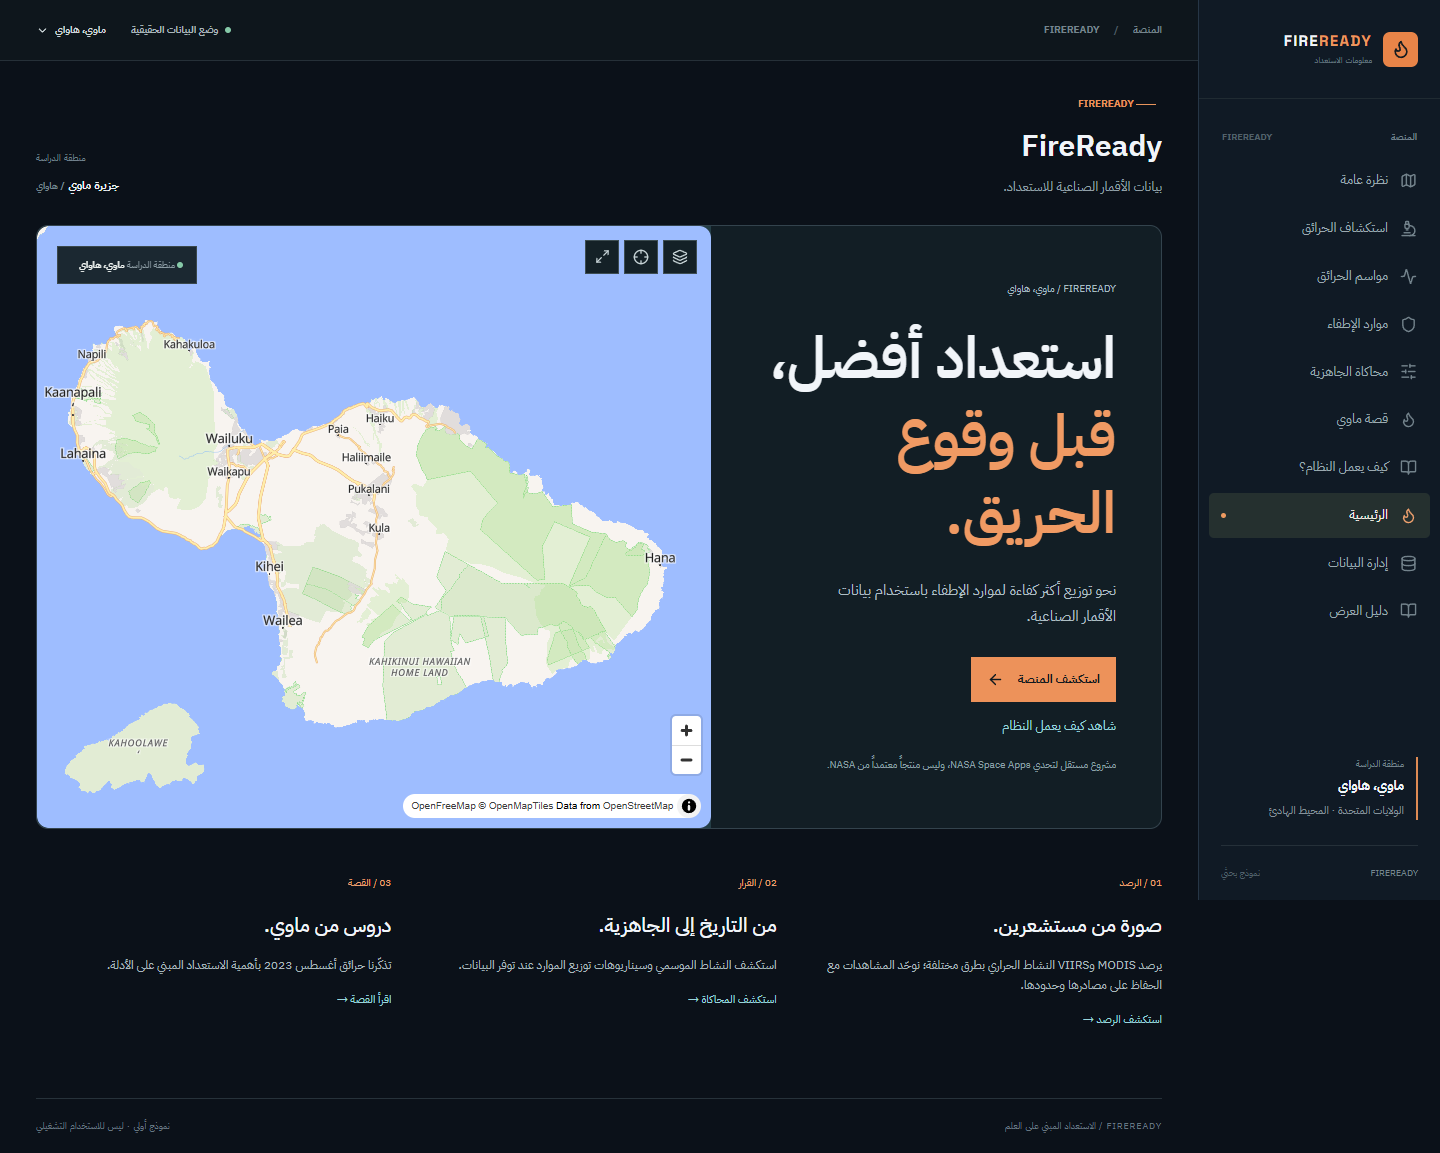 FIREREADY
معلومات الاستعداد
المنصة
FIREREADY
نظرة عامة
استكشاف الحرائق
مواسم الحرائق
موارد الإطفاء
محاكاة الجاهزية
قصة ماوي
كيف يعمل النظام؟
الرئيسية
إدارة البيانات
دليل العرض
منطقة الدراسة
ماوي، هاواي
الولايات المتحدة · المحيط الهادئ
FIREREADY
نموذج بحثي
المنصة / FIREREADY
وضع البيانات الحقيقية
ماوي، هاواي
FIREREADY
FireReady
بيانات الأقمار الصناعية للاستعداد.
منطقة الدراسة
جزيرة ماوي / هاواي
FIREREADY / ماوي، هاواي
استعداد أفضل،
قبل وقوع
الحريق.
نحو توزيع أكثر كفاءة لموارد الإطفاء باستخدام بيانات
الأقمار الصناعية.
استكشف المنصة
شاهد كيف يعمل النظام
مشروع مستقل لتحدي NASA Space Apps، وليس منتجاً معتمداً من NASA.
منطقة الدراسة ماوي، هاواي
Napili
Kahakuloa
Kaanapali
Lahaina
Wailuku
Waikapu
Paia
Haiku
Haliimaile
Pukalani
Kula
Kihei
Hana
Wailea
KAHIKINUI HAWAIIAN
HOME LAND
KAHOOLAWE
OpenFreeMap © OpenMapTiles Data from OpenStreetMap
01 / الرصد
صورة من مستشعرين.
يرصد MODIS وVIIRS النشاط الحراري بطرق مختلفة؛ نوحّد المشاهدات مع
الحفاظ على مصادرها وحدودها.
استكشف الرصد →
02 / القرار
من التاريخ إلى الجاهزية.
استكشف النشاط الموسمي وسيناريوهات توزيع الموارد عند توفر البيانات.
استكشف المحاكاة →
03 / القصة
دروس من ماوي.
تذكّرنا حرائق أغسطس 2023 بأهمية الاستعداد المبني على الأدلة.
اقرأ القصة →
FIREREADY / الاستعداد المبني على العلم
نموذج أولي · ليس للاستخدام التشغيلي